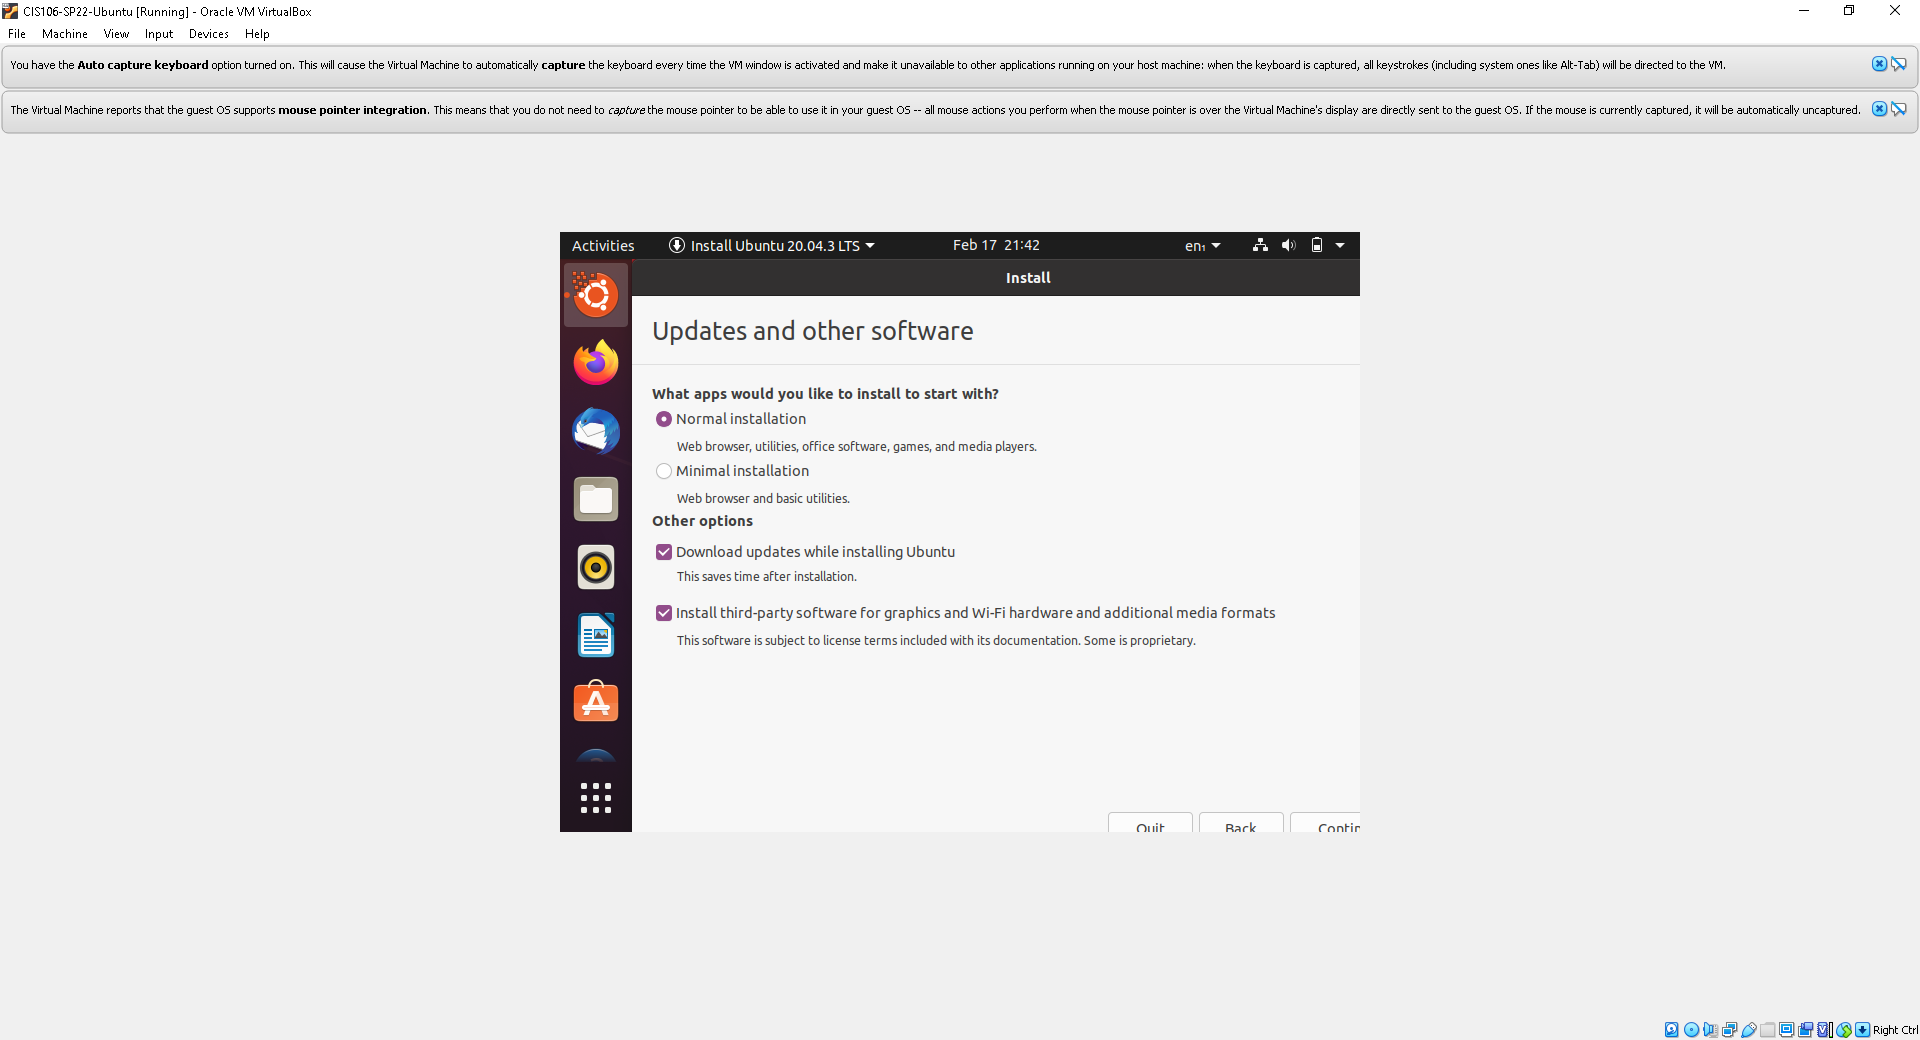 CIS106-SP22-Ubuntu [Running] - Oracle VM VirtualBox
File Machine View Input Devices Help
You have the Auto capture keyboard option turned on. This will cause the Virtual Machine to automatically capture the keyboard every time the VM window is activated and make it unavailable to other applications running on your host machine: when the keyboard is captured, all keystrokes (including system ones like Alt-Tab) will be directed to the VM.
The Virtual Machine reports that the guest OS supports mouse pointer integration. This means that you do not need to capture the mouse pointer to be able to use it in your guest OS -- all mouse actions you perform when the mouse pointer is over the Virtual Machine's display are directly sent to the guest OS. If the mouse is currently captured, it will be automatically uncaptured.
Activities Install Ubuntu 20.04.3 LTS Feb 17 21:42 en1
Install
Updates and other software
What apps would you like to install to start with?
Normal installation
Web browser, utilities, office software, games, and media players.
Minimal installation
Web browser and basic utilities.
Other options
Download updates while installing Ubuntu
This saves time after installation.
Install third-party software for graphics and Wi-Fi hardware and additional media formats
This software is subject to license terms included with its documentation. Some is proprietary.
Quit Back Contin
Right Ctrl